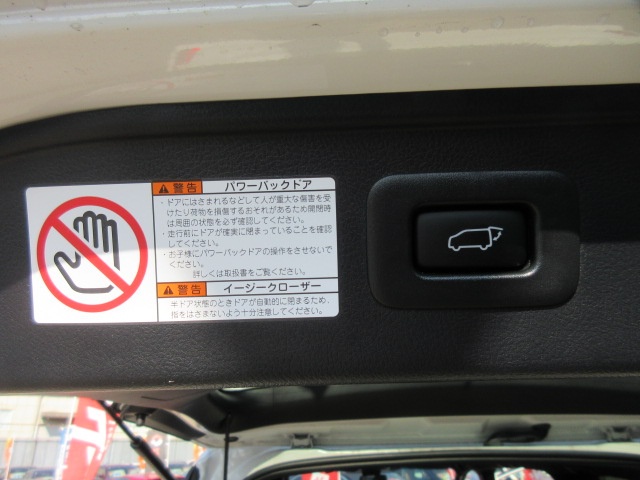 警告 パワーバックドア
・ドアにはさまれるなどして人が重大な傷害を受
けたり荷物を損傷するおそれがあるため開閉時
は周囲の状態を必ず確認してください。
・走行前にドアが確実に閉まっていることを確認
してください。
・お子様にパワーバックドアの操作をさせないで
ください。
詳しくは取扱書をご覧ください。
警告 イージークローザー
半ドア状態のときドアが自動的に閉まるため、
指をはさまないよう十分注意してください。